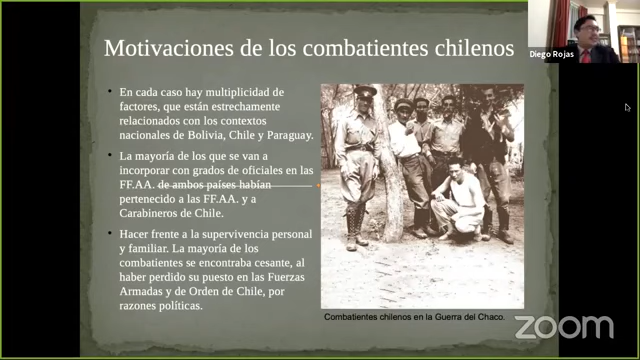 Motivaciones de los combatientes chilenos
Diego Rojas
• En cada caso hay multiplicidad de
factores, que están estrechamente
relacionados con los contextos
nacionales de Bolivia, Chile y Paraguay.
• La mayoría de los que se van a
incorporar con grados de oficiales en las
FF.AA. de ambos países habían
pertenecido a las FF.AA. y a
Carabineros de Chile.
• Hacer frente a la supervivencia personal
y familiar. La mayoría de los
combatientes se encontraba cesante, al
haber perdido su puesto en las Fuerzas
Armadas y de Orden de Chile, por
razones políticas.
Combatientes chilenos en la Guerra del Chaco.
zoom